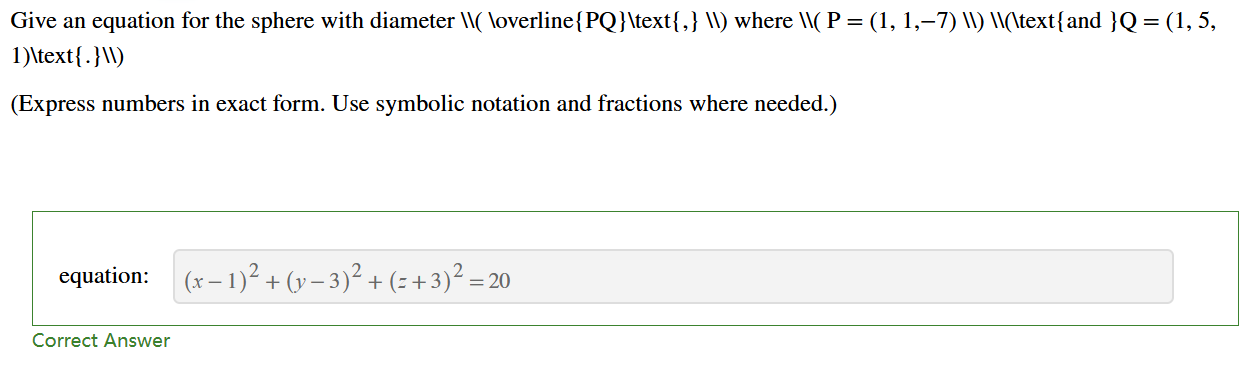 Give an equation for the sphere with diameter \\( \overline{PQ}\text{,} \\) where \\( P = (1, 1,−7) \\) \\(\text{and }Q = (1, 5,
1)\text{.}\\)
(Express numbers in exact form. Use symbolic notation and fractions where needed.)
equation: (x – 1)² + (y – 3)² + (z + 3)² = 20
Correct Answer